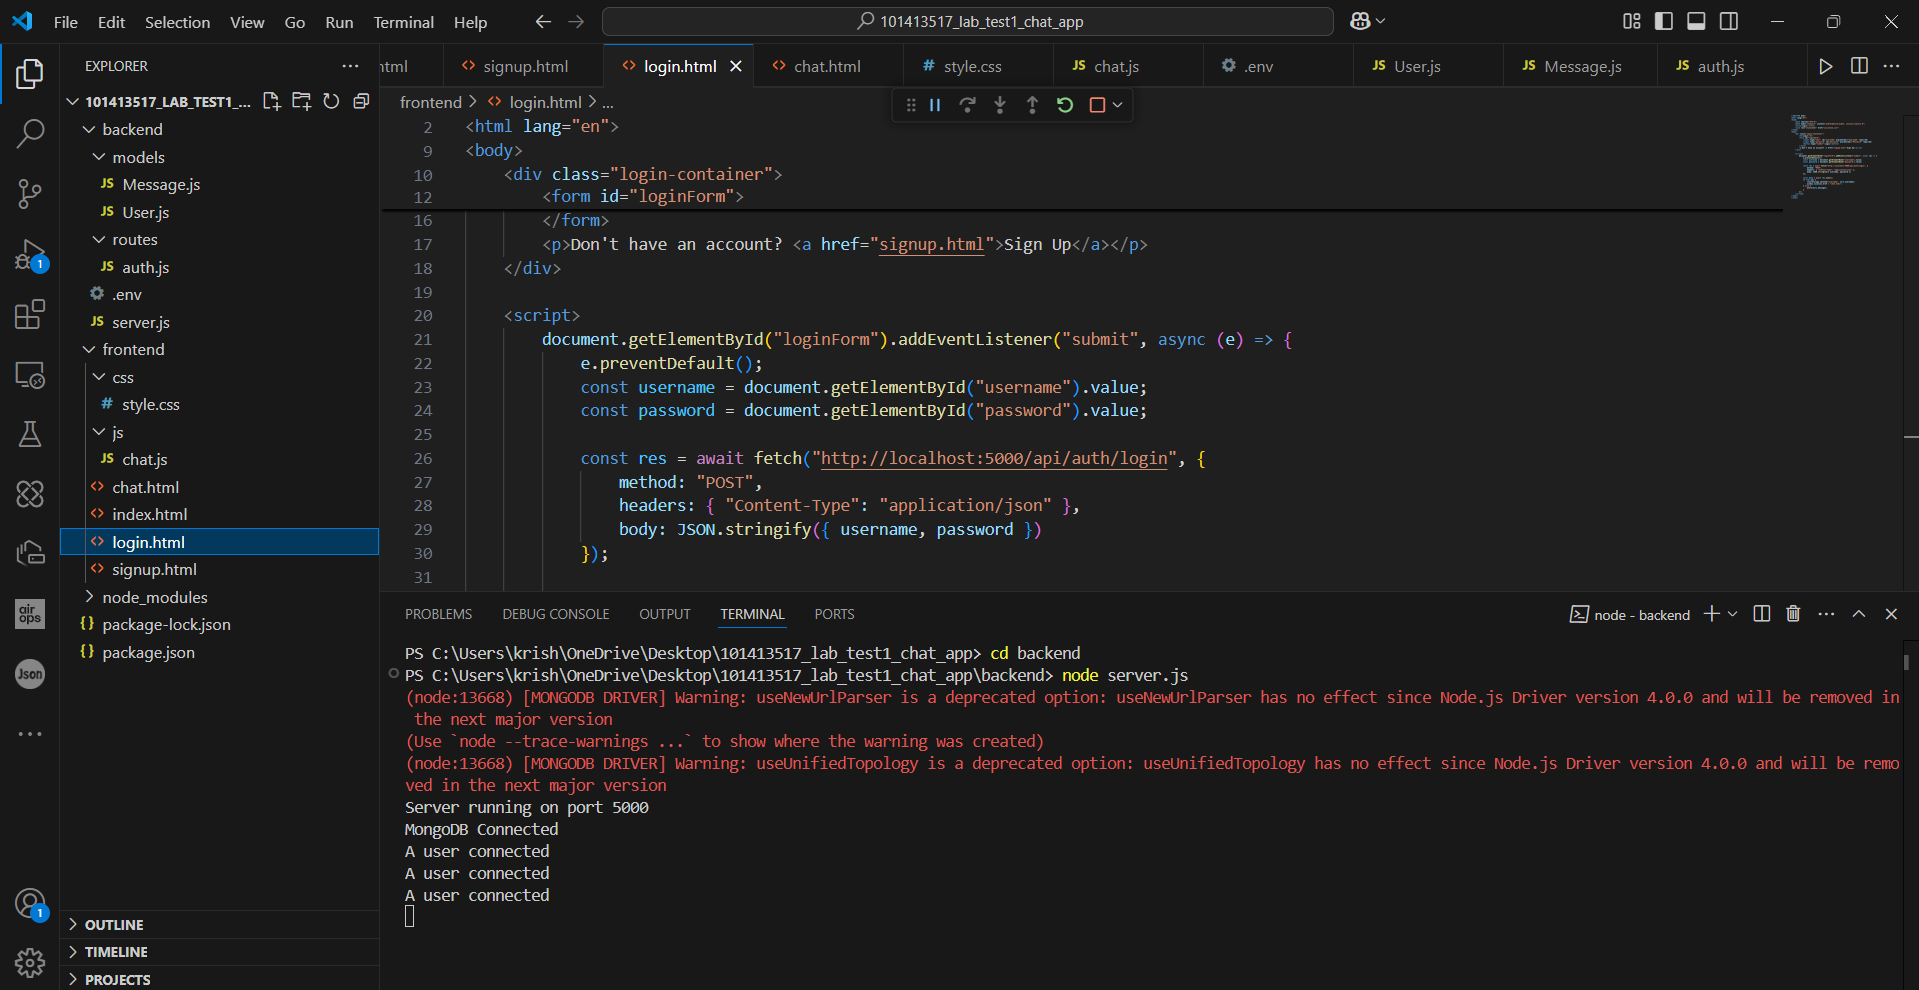 File Edit Selection View Go Run Terminal Help
101413517_lab_test1_chat_app
EXPLORER
101413517_LAB_TEST1_...
backend
models
JS Message.js
JS User.js
routes
JS auth.js
.env
JS server.js
frontend
css
# style.css
js
JS chat.js
<> chat.html
<> index.html
<> login.html
<> signup.html
node_modules
{} package-lock.json
{} package.json
OUTLINE
TIMELINE
PROJECTS
1
air
ops
Json
1
ntml <> signup.html <> login.html <> chat.html # style.css JS chat.js .env JS User.js JS Message.js JS auth.js
frontend > <> login.html > ...
2 <html lang="en">
9 <body>
10 <div class="login-container">
12 <form id="loginForm">
16 </form>
17 <p>Don't have an account? <a href="signup.html">Sign Up</a></p>
18 </div>
19
20 <script>
21 document.getElementById("loginForm").addEventListener("submit", async (e) => {
22 e.preventDefault();
23 const username = document.getElementById("username").value;
24 const password = document.getElementById("password").value;
25
26 const res = await fetch("http://localhost:5000/api/auth/login", {
27 method: "POST",
28 headers: { "Content-Type": "application/json" },
29 body: JSON.stringify({ username, password })
30 });
31
PROBLEMS DEBUG CONSOLE OUTPUT TERMINAL PORTS
node - backend
PS C:\Users\krish\OneDrive\Desktop\101413517_lab_test1_chat_app> cd backend
PS C:\Users\krish\OneDrive\Desktop\101413517_lab_test1_chat_app\backend> node server.js
(node:13668) [MONGODB DRIVER] Warning: useNewUrlParser is a deprecated option: useNewUrlParser has no effect since Node.js Driver version 4.0.0 and will be removed in
the next major version
(Use `node --trace-warnings ...` to show where the warning was created)
(node:13668) [MONGODB DRIVER] Warning: useUnifiedTopology is a deprecated option: useUnifiedTopology has no effect since Node.js Driver version 4.0.0 and will be remo
ved in the next major version
Server running on port 5000
MongoDB Connected
A user connected
A user connected
A user connected